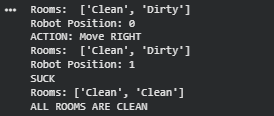 Rooms:  ['Clean', 'Dirty']
Robot Position: 0
ACTION: Move RIGHT
Rooms:  ['Clean', 'Dirty']
Robot Position: 1
SUCK
Rooms: ['Clean', 'Clean']
ALL ROOMS ARE CLEAN